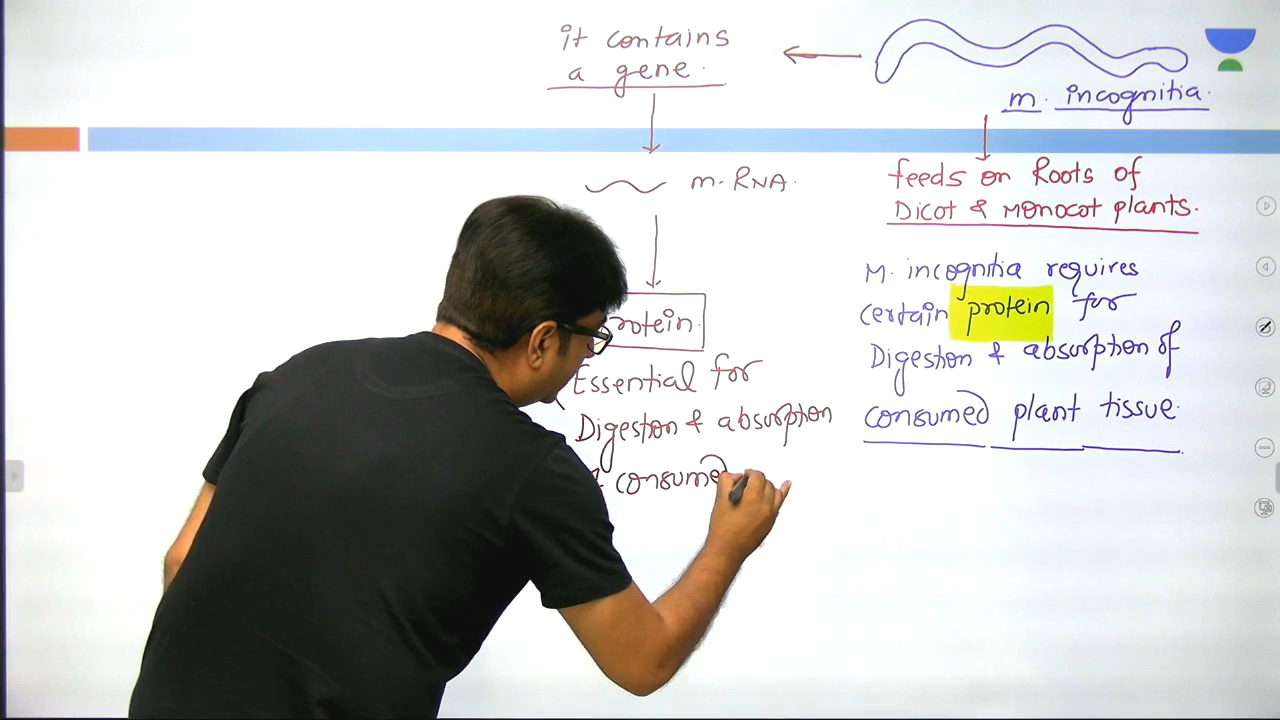 it contains
a gene.
m. RNA.
rotein.
Essential for
Digestion & absorption
consumed
m. incognitia.
feeds on Roots of
Dicot & Monocot plants.
M. incognitia requires
certain protein for
Digestion & absorption of
consumed plant tissue.